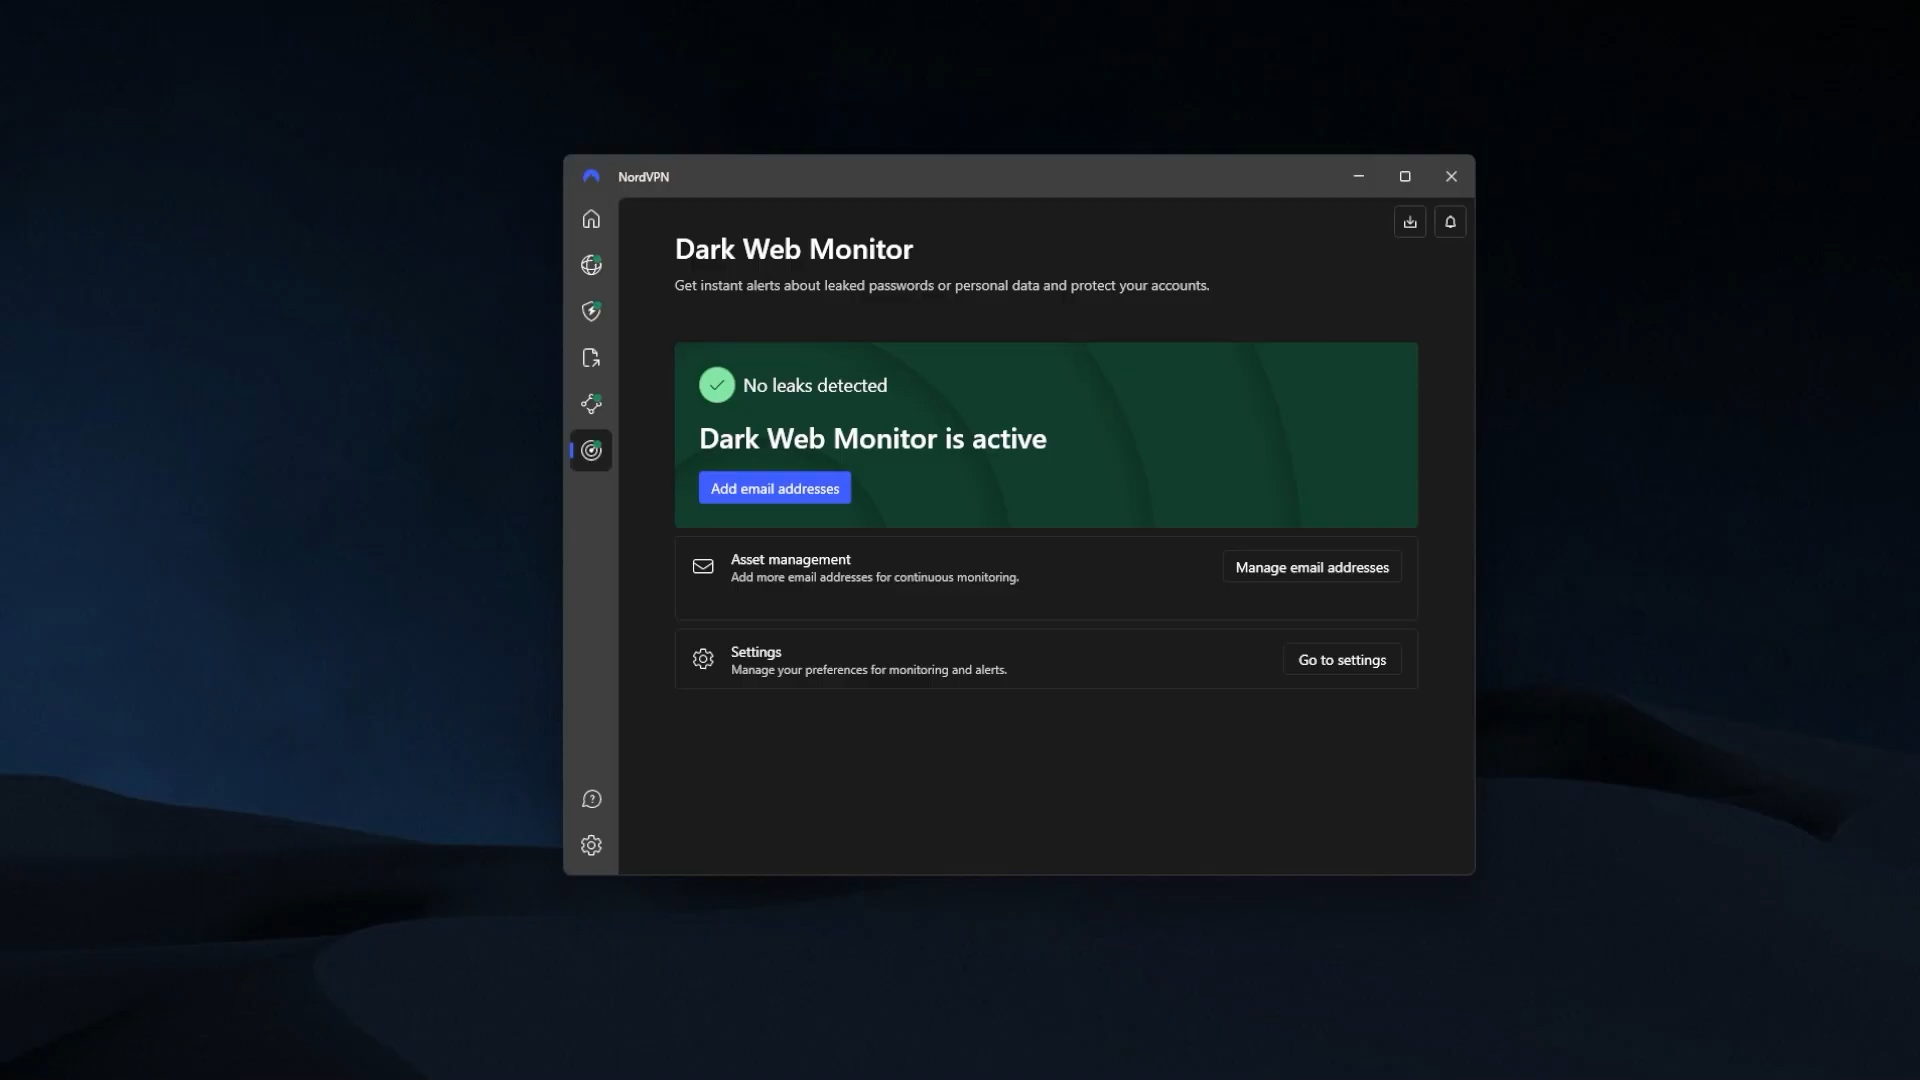 NordVPN
Dark Web Monitor
Get instant alerts about leaked passwords or personal data and protect your accounts.
No leaks detected
Dark Web Monitor is active
Add email addresses
Asset management
Add more email addresses for continuous monitoring.
Manage email addresses
Settings
Manage your preferences for monitoring and alerts.
Go to settings